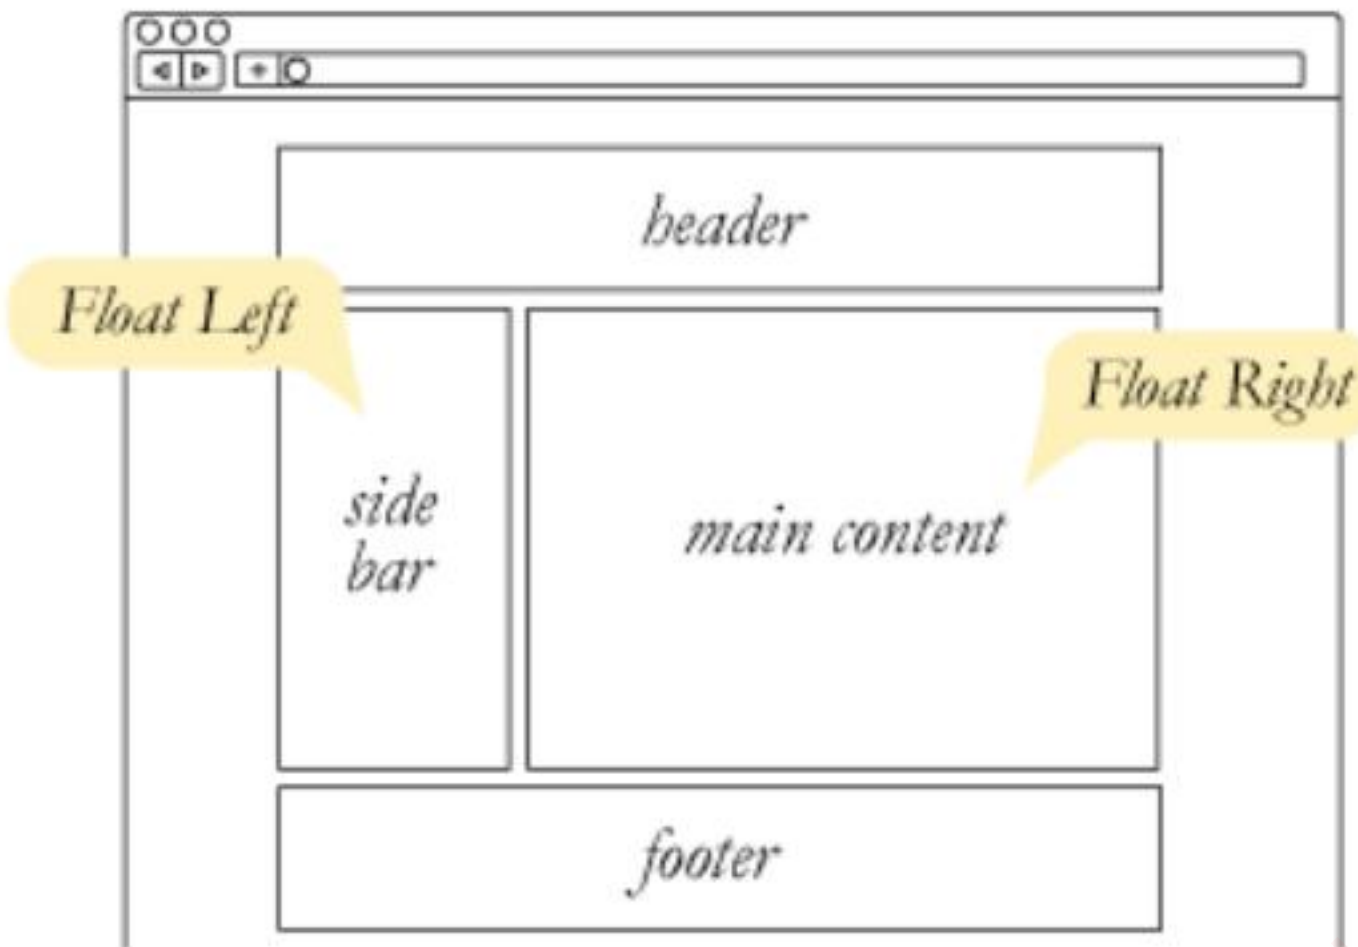 header
Float Left
Float Right
side
bar
main content
footer